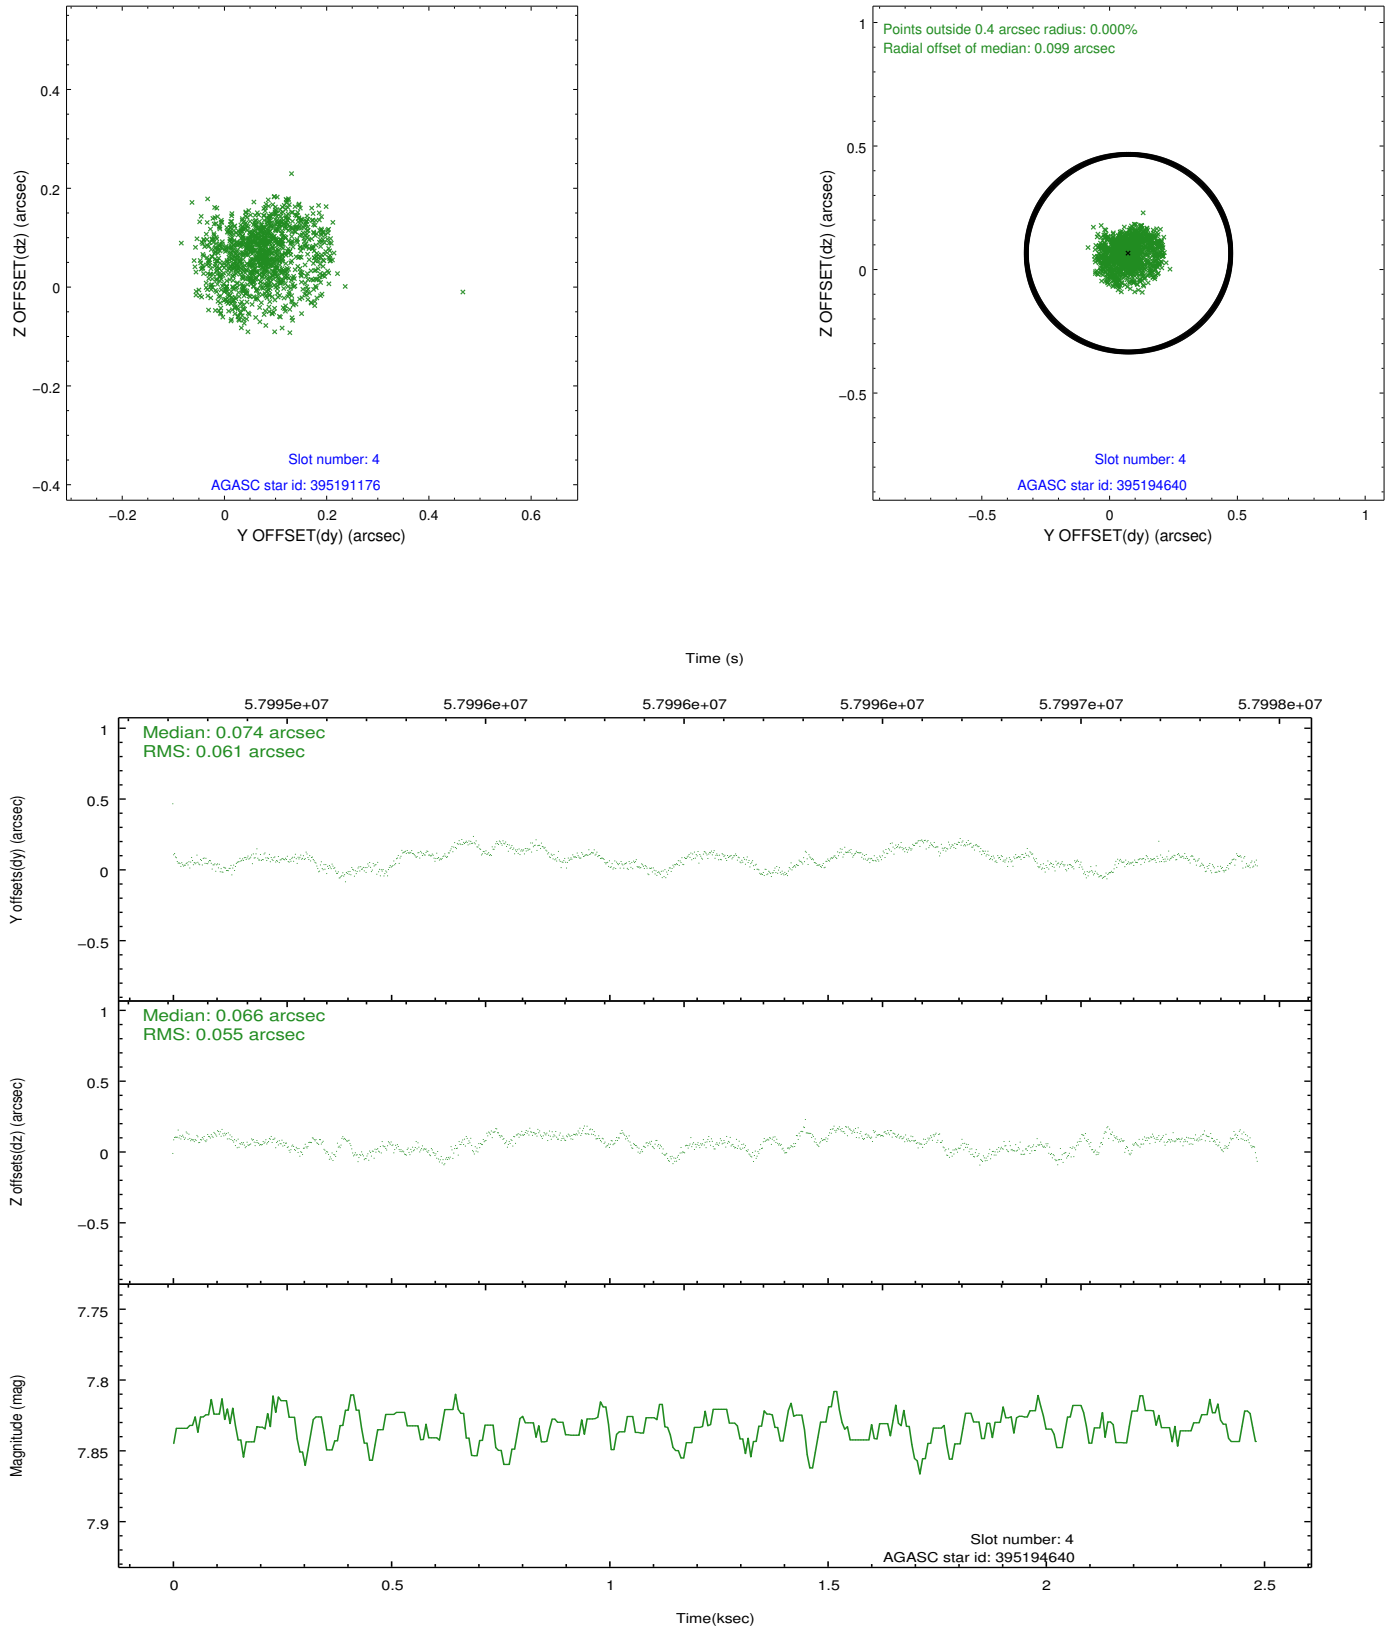 0.4
0.2
0
−0.2
−0.4
Z OFFSET(dz) (arcsec)
Slot number: 4
AGASC star id: 395191176
−0.2 0 0.2 0.4 0.6
Y OFFSET(dy) (arcsec)
Points outside 0.4 arcsec radius: 0.000%
Radial offset of median: 0.099 arcsec
1
0.5
0
−0.5
Z OFFSET(dz) (arcsec)
Slot number: 4
AGASC star id: 395194640
−0.5 0 0.5 1
Y OFFSET(dy) (arcsec)
Time (s)
5.7995e+07 5.7996e+07 5.7996e+07 5.7996e+07 5.7997e+07 5.7998e+07
Median: 0.074 arcsec
RMS: 0.061 arcsec
1
0.5
0
−0.5
Y offsets(dy) (arcsec)
Median: 0.066 arcsec
RMS: 0.055 arcsec
1
0.5
0
−0.5
Z offsets(dz) (arcsec)
7.75
7.8
7.85
7.9
Magnitude (mag)
Slot number: 4
AGASC star id: 395194640
0 0.5 1 1.5 2 2.5
Time(ksec)